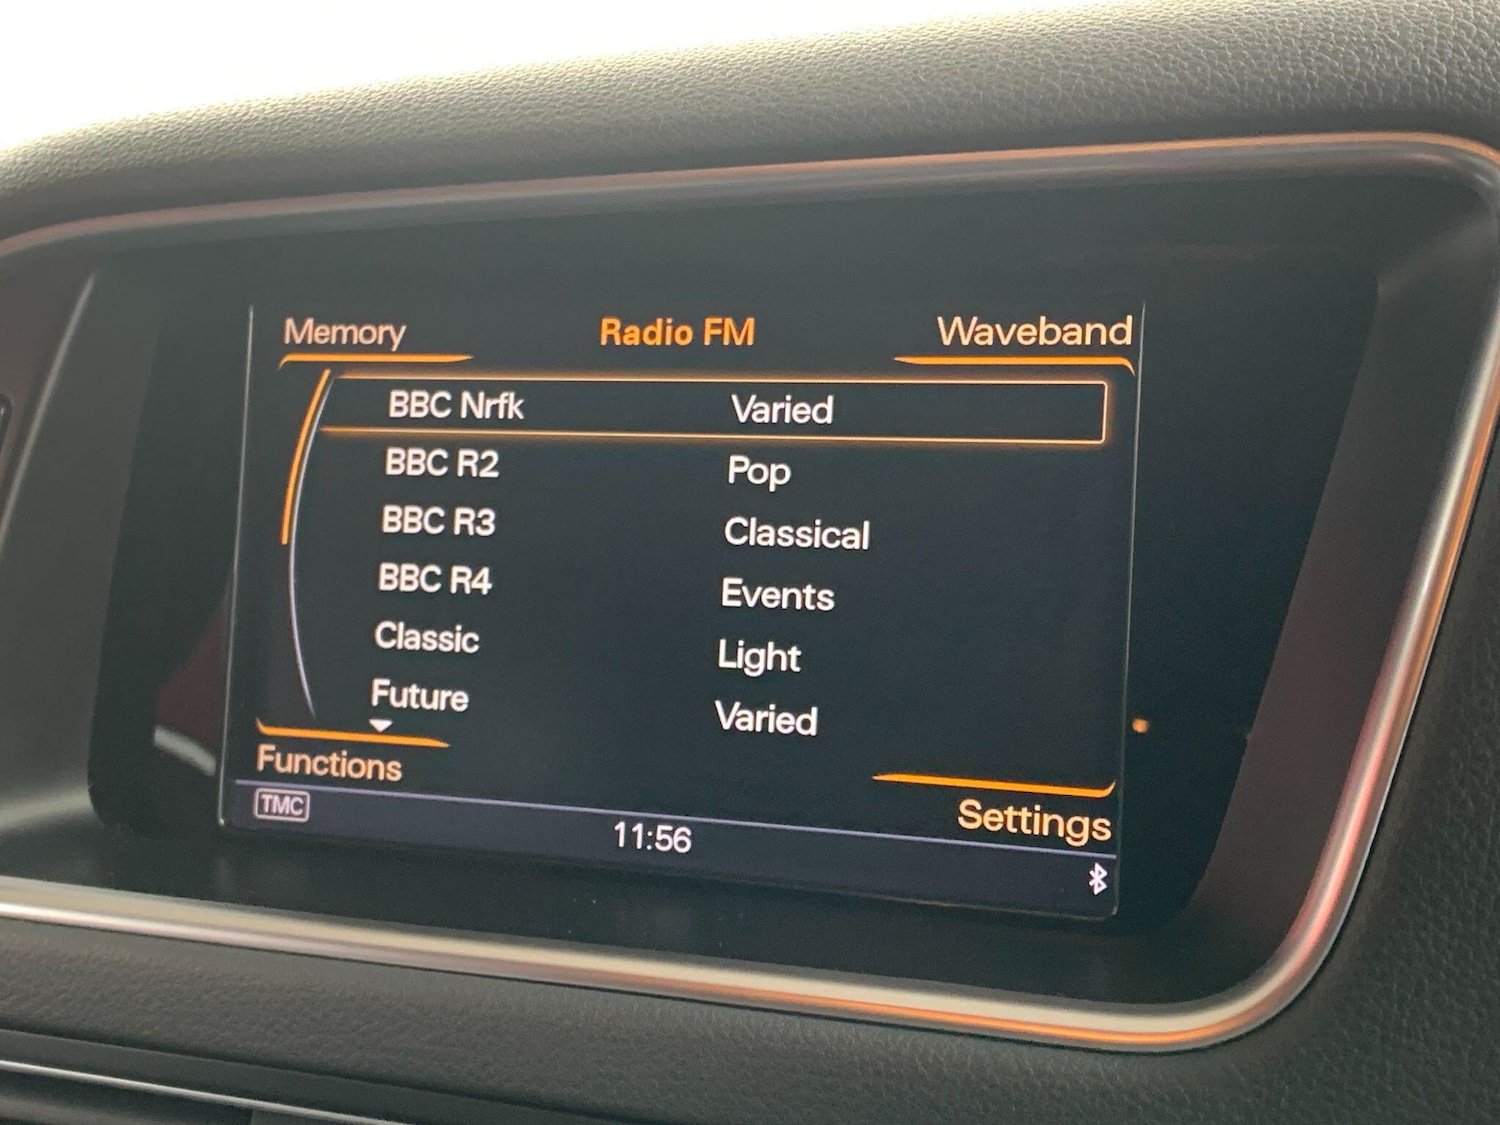 Memory Radio FM Waveband
BBC Nrfk Varied
BBC R2 Pop
BBC R3 Classical
BBC R4 Events
Classic Light
Future Varied
Functions
Settings
TMC
11:56